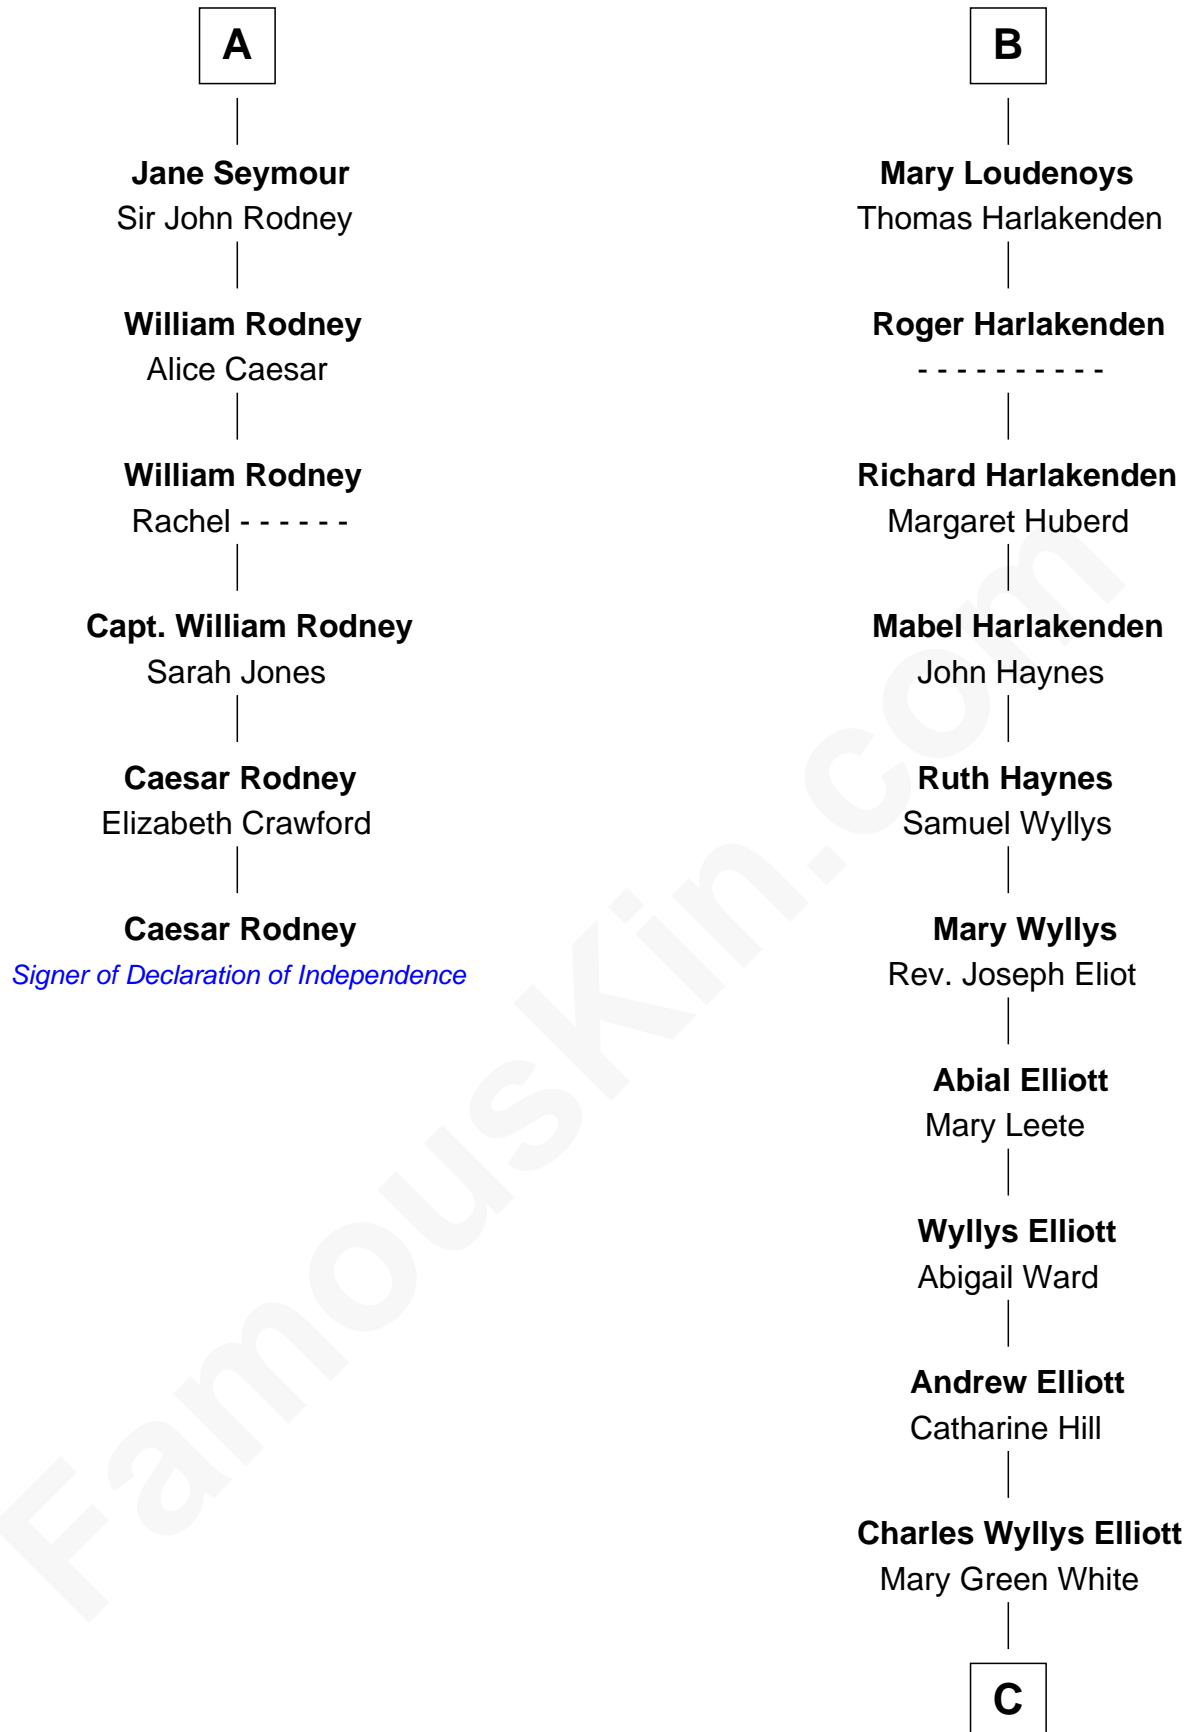 A
Jane Seymour
Sir John Rodney
William Rodney
Alice Caesar
William Rodney
Rachel - - - - - -
Capt. William Rodney
Sarah Jones
Caesar Rodney
Elizabeth Crawford
Caesar Rodney
Signer of Declaration of Independence
B
Mary Loudenoys
Thomas Harlakenden
Roger Harlakenden
- - - - - - - - - -
Richard Harlakenden
Margaret Huberd
Mabel Harlakenden
John Haynes
Ruth Haynes
Samuel Wyllys
Mary Wyllys
Rev. Joseph Eliot
Abial Elliott
Mary Leete
Wyllys Elliott
Abigail Ward
Andrew Elliott
Catharine Hill
Charles Wyllys Elliott
Mary Green White
C
FamousKin.com